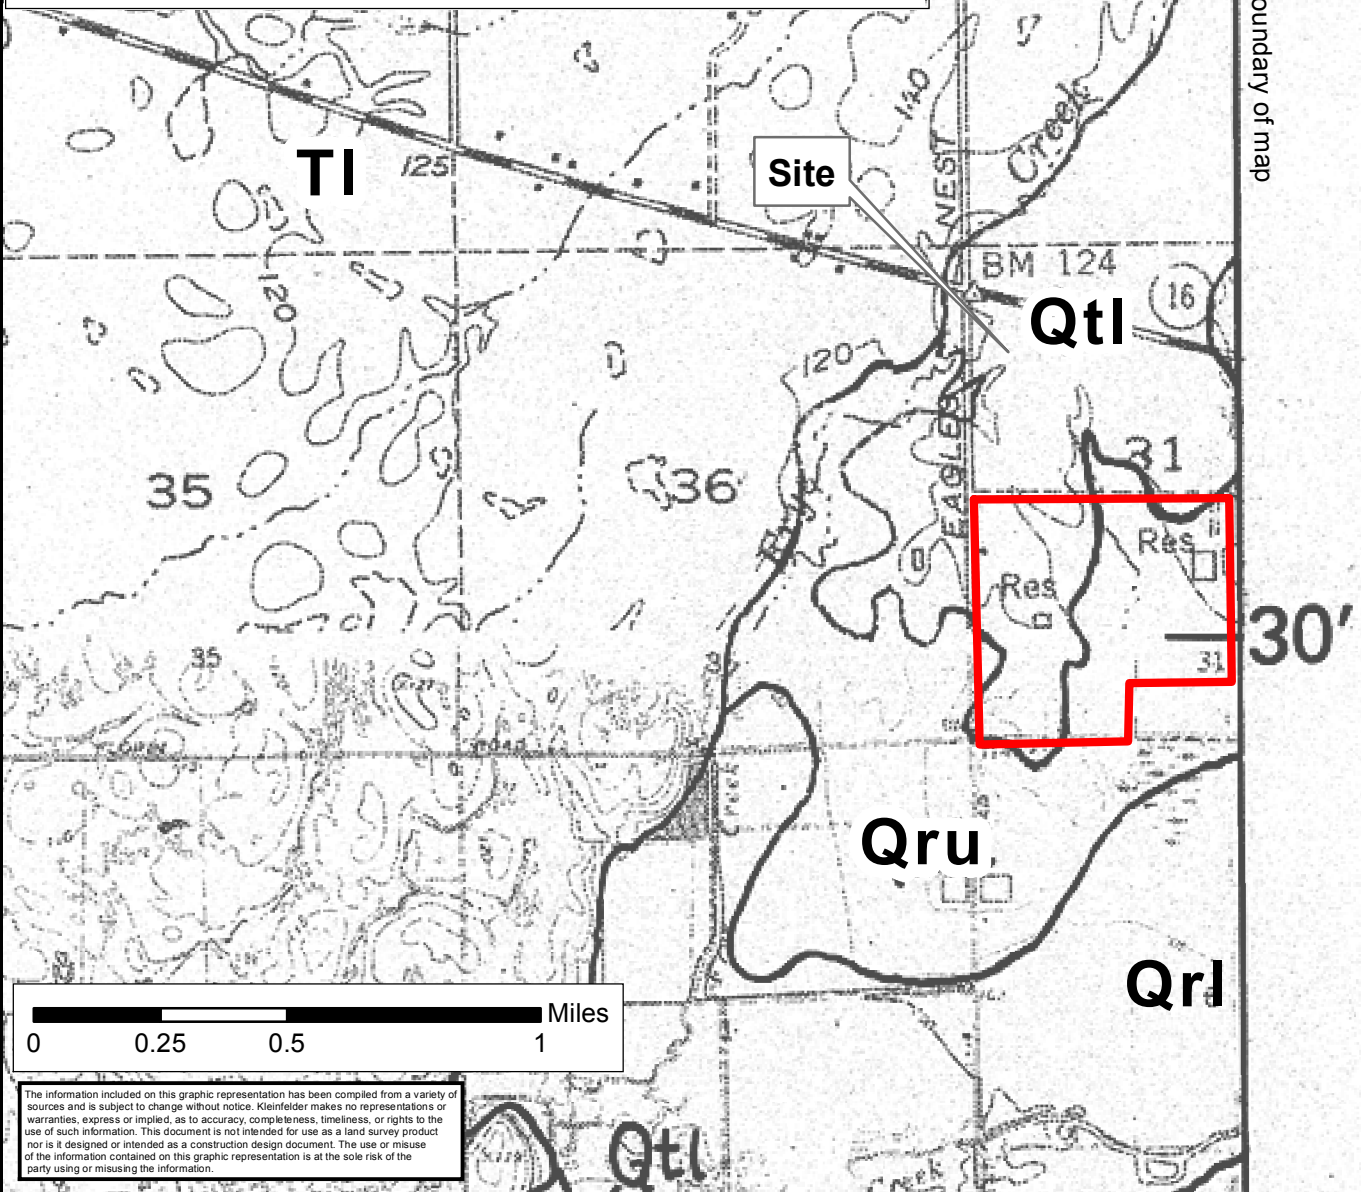 oundary of map
120
Creek
NEST
Site
Tl
125
BM 124
16
Qtl
120
120
EAGLES
31
35
36
Res
Res
30'
31
35
Creek
Qru
Qrl
Miles
0 0.25 0.5 1
The information included on this graphic representation has been compiled from a variety of
sources and is subject to change without notice. Kleinfelder makes no representations or
warranties, express or implied, as to accuracy, completeness, timeliness, or rights to the
use of such information. This document is not intended for use as a land survey product
nor is it designed or intended as a construction design document. The use or misuse
of the information contained on this graphic representation is at the sole risk of the
party using or misusing the information.
Qtl
Creek